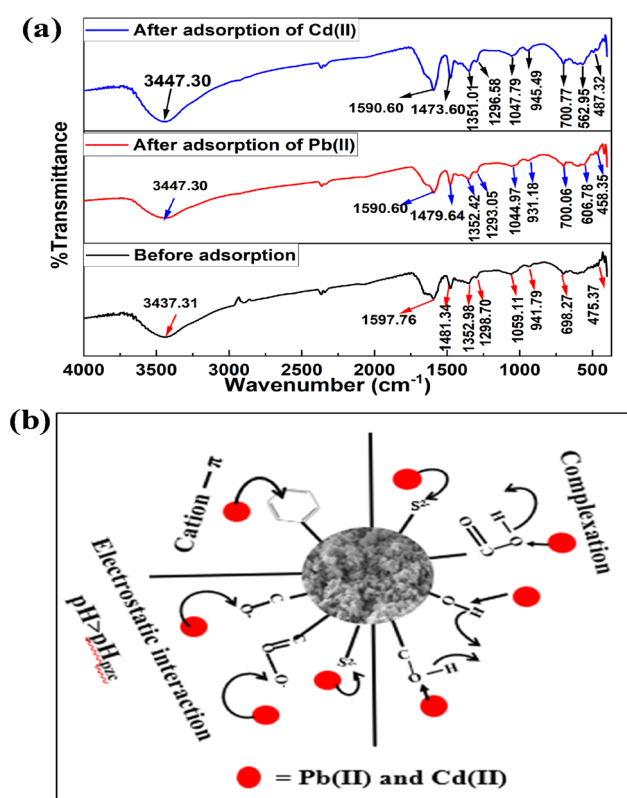 (a)
After adsorption of Cd(II)
3447.30
1590.60
1473.60
1351.01
1296.58
1047.79
945.49
700.77
562.95
487.32
After adsorption of Pb(II)
3447.30
1590.60
1479.64
1352.42
1293.05
1044.97
931.18
700.06
606.78
458.35
Before adsorption
3437.31
1597.76
1481.34
1352.98
1298.70
1059.11
941.79
698.27
475.37
%Transmittance
4000 3500 3000 2500 2000 1500 1000 500
Wavenumber (cm⁻¹)
(b)
Cation – π
S²⁻
Complexation
O
C
O
H
O
H
C
O
H
S²⁻
Electrostatic interaction
pH>pHpzc
O⁻
C
O
C
O⁻
= Pb(II) and Cd(II)